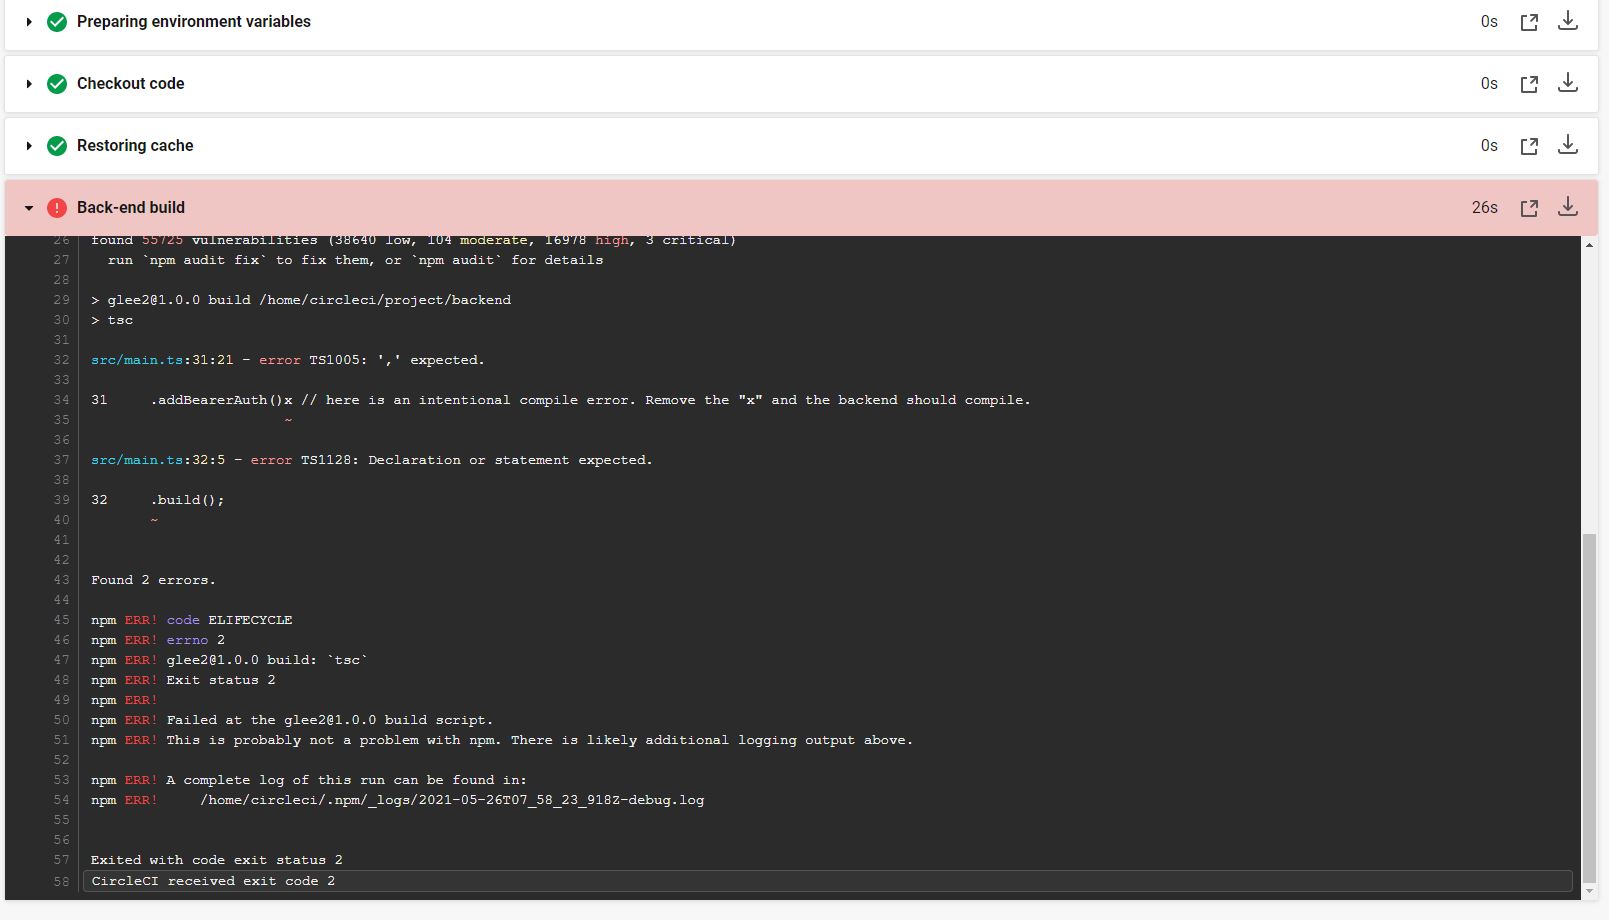 Preparing environment variables 0s
Checkout code 0s
Restoring cache 0s
Back-end build 26s
26 found 55725 vulnerabilities (38640 low, 104 moderate, 16978 high, 3 critical)
27 run `npm audit fix` to fix them, or `npm audit` for details
28
29 > glee2@1.0.0 build /home/circleci/project/backend
30 > tsc
31
32 src/main.ts:31:21 - error TS1005: ',' expected.
33
34 31 .addBearerAuth()x // here is an intentional compile error. Remove the "x" and the backend should compile.
35 ~
36
37 src/main.ts:32:5 - error TS1128: Declaration or statement expected.
38
39 32 .build();
40 ~
41
42
43 Found 2 errors.
44
45 npm ERR! code ELIFECYCLE
46 npm ERR! errno 2
47 npm ERR! glee2@1.0.0 build: `tsc`
48 npm ERR! Exit status 2
49 npm ERR!
50 npm ERR! Failed at the glee2@1.0.0 build script.
51 npm ERR! This is probably not a problem with npm. There is likely additional logging output above.
52
53 npm ERR! A complete log of this run can be found in:
54 npm ERR! /home/circleci/.npm/_logs/2021-05-26T07_58_23_918Z-debug.log
55
56
57 Exited with code exit status 2
58 CircleCI received exit code 2